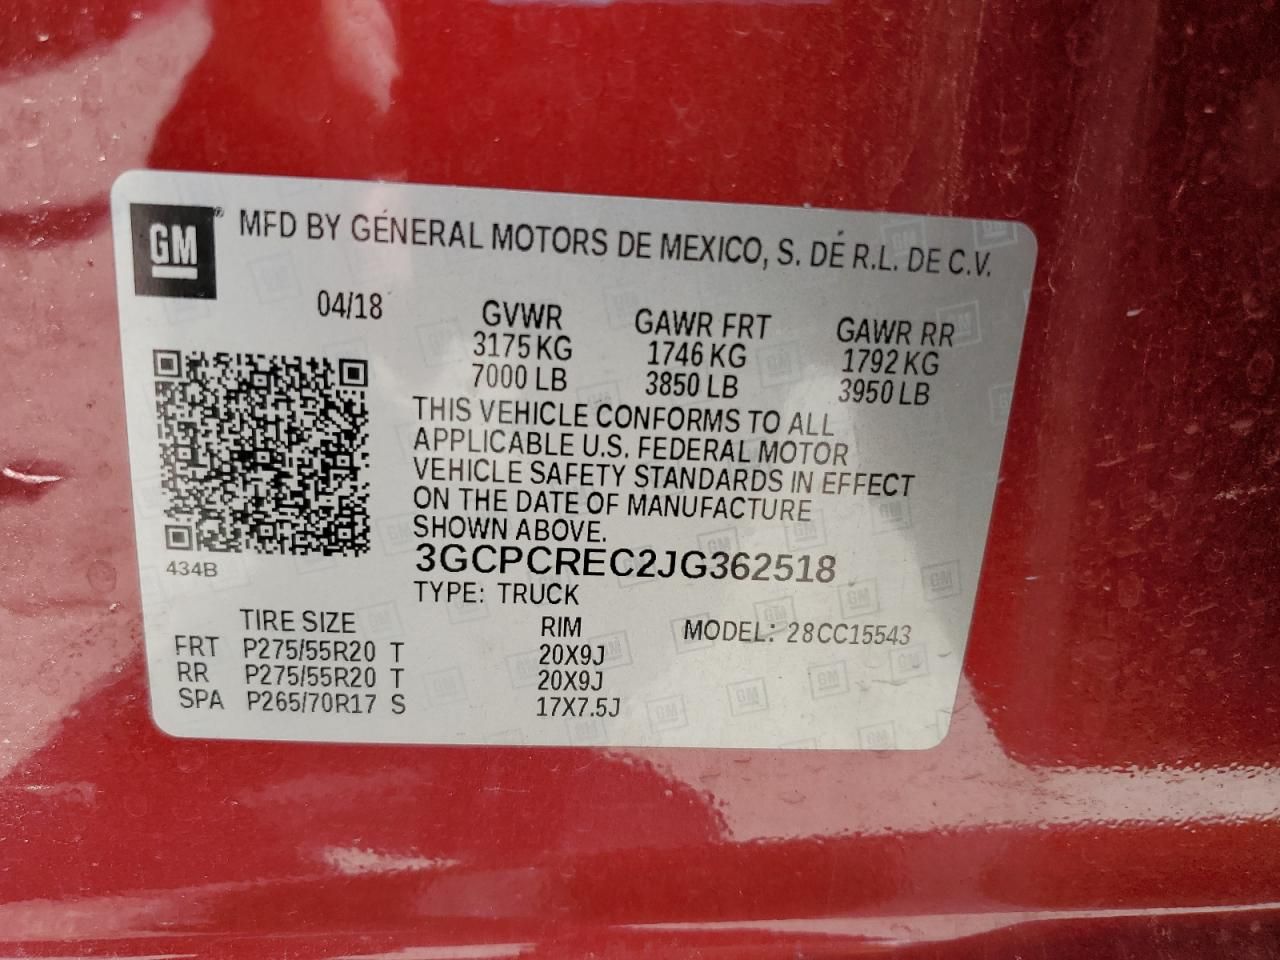 GM® MFD BY GENERAL MOTORS DE MEXICO, S. DE R.L. DE C.V.
04/18 GVWR GAWR FRT GAWR RR
3175 KG 1746 KG 1792 KG
7000 LB 3850 LB 3950 LB
THIS VEHICLE CONFORMS TO ALL
APPLICABLE U.S. FEDERAL MOTOR
VEHICLE SAFETY STANDARDS IN EFFECT
ON THE DATE OF MANUFACTURE
SHOWN ABOVE.
434B 3GCPCREC2JG362518
TYPE: TRUCK
TIRE SIZE RIM MODEL: 28CC15543
FRT P275/55R20 T 20X9J
RR P275/55R20 T 20X9J
SPA P265/70R17 S 17X7.5J